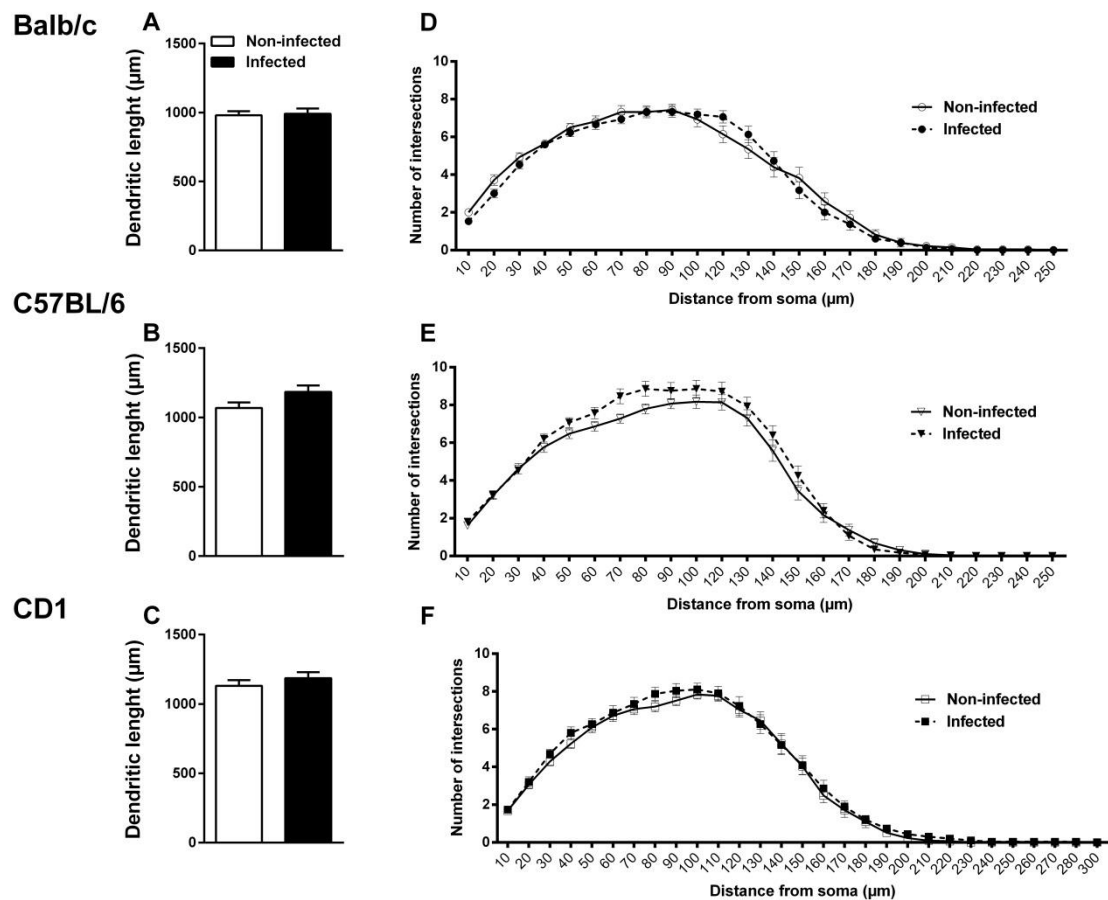 Balb/c
A
Non-infected
Infected
Dendritic lenght (µm)
1500
1000
500
0
D
Number of intersections
10
8
6
4
2
0
Non-infected
Infected
10 20 30 40 50 60 70 80 90 100 120 130 140 150 160 170 180 190 200 210 220 230 240 250
Distance from soma (µm)
C57BL/6
B
Dendritic lenght (µm)
1500
1000
500
0
E
Number of intersections
10
8
6
4
2
0
Non-infected
Infected
10 20 30 40 50 60 70 80 90 100 120 130 140 150 160 170 180 190 200 210 220 230 240 250
Distance from soma (µm)
CD1
C
Dendritic lenght (µm)
1500
1000
500
0
F
Number of intersections
10
8
6
4
2
0
Non-infected
Infected
10 20 30 40 50 60 70 80 90 100 110 120 130 140 150 160 170 180 190 200 210 220 230 240 250 260 270 280 300
Distance from soma (µm)